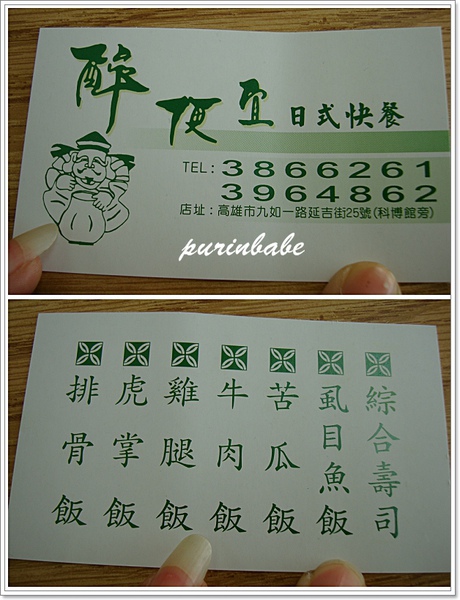 醉便宜日式快餐
TEL: 3866261
3964862
店址：高雄市九如一路延吉街25號(科博館旁)
purinbabe
綜合壽司
虱目魚飯
苦瓜飯
牛肉飯
雞腿飯
虎掌飯
排骨飯